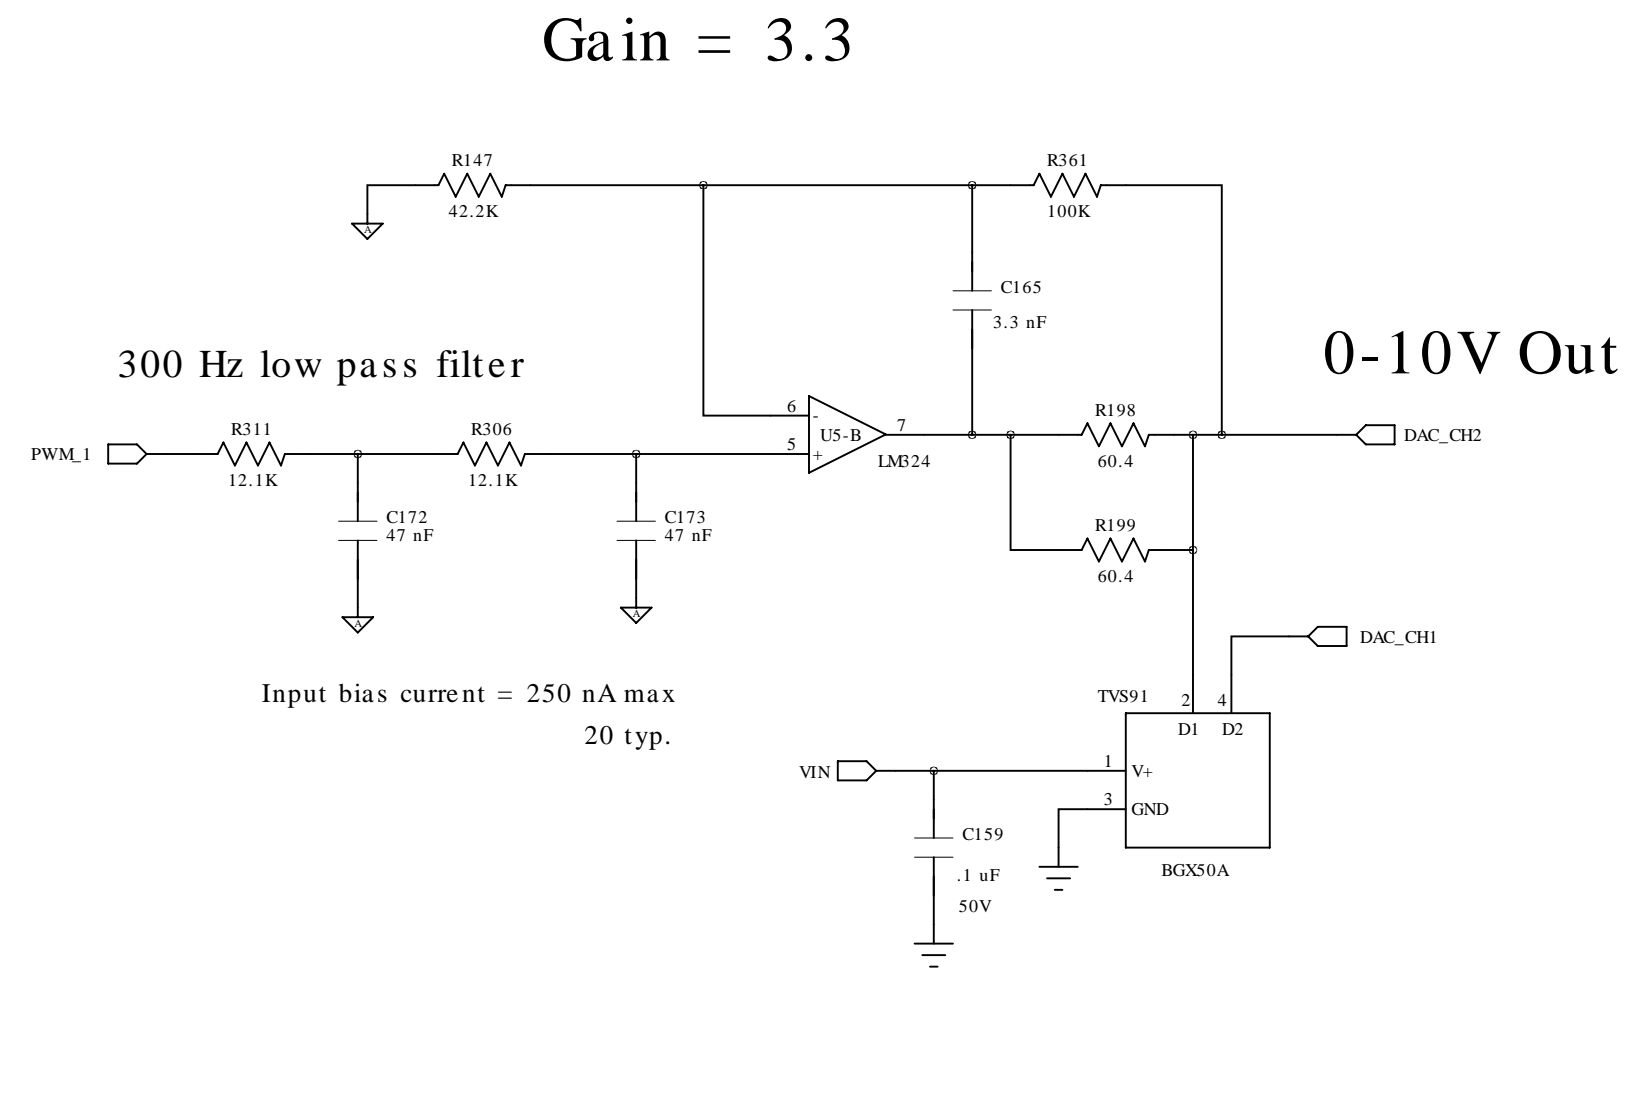 Gain = 3.3
R147
42.2K
R361
100K
A
C165
3.3 nF
0-10V Out
300 Hz low pass filter
R311
12.1K
R306
12.1K
PWM_1
6
-
5
+
U5-B
7
LM324
R198
60.4
DAC_CH2
C172
47 nF
C173
47 nF
R199
60.4
A
A
DAC_CH1
Input bias current = 250 nA max
20 typ.
TVS91
2
4
D1
D2
VIN
1
V+
3
GND
C159
.1 uF
50V
BGX50A